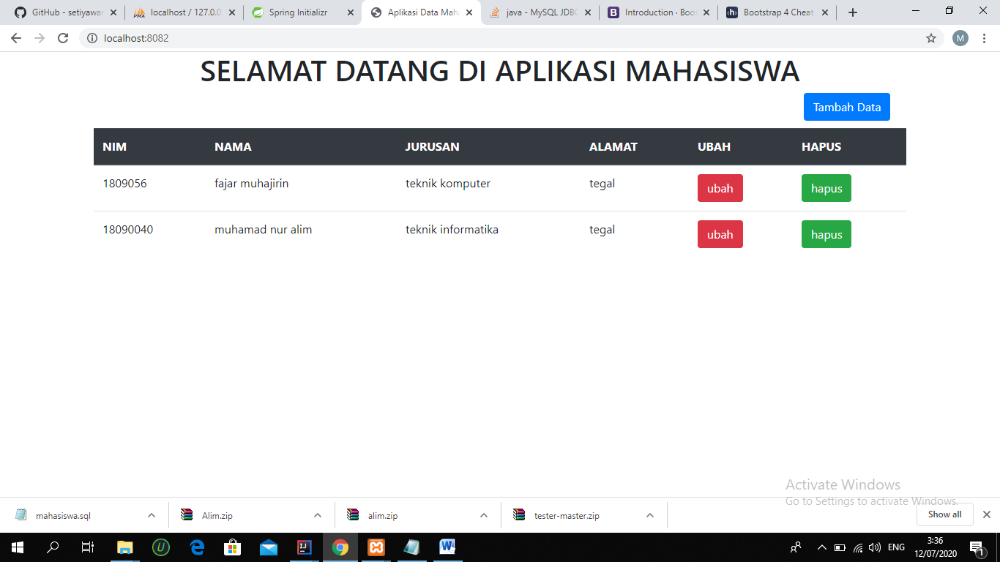 GitHub - setiyawan
localhost / 127.0.0
Spring Initializr
Aplikasi Data Mah
java - MySQL JDBC
Introduction · Boo
Bootstrap 4 Cheat
localhost:8082
M
SELAMAT DATANG DI APLIKASI MAHASISWA
Tambah Data
NIM NAMA JURUSAN ALAMAT UBAH HAPUS
1809056 fajar muhajirin teknik komputer tegal ubah hapus
18090040 muhamad nur alim teknik informatika tegal ubah hapus
Activate Windows
Go to Settings to activate Windows.
mahasiswa.sql
Alim.zip
alim.zip
tester-master.zip
Show all
ENG
3:36
12/07/2020
1